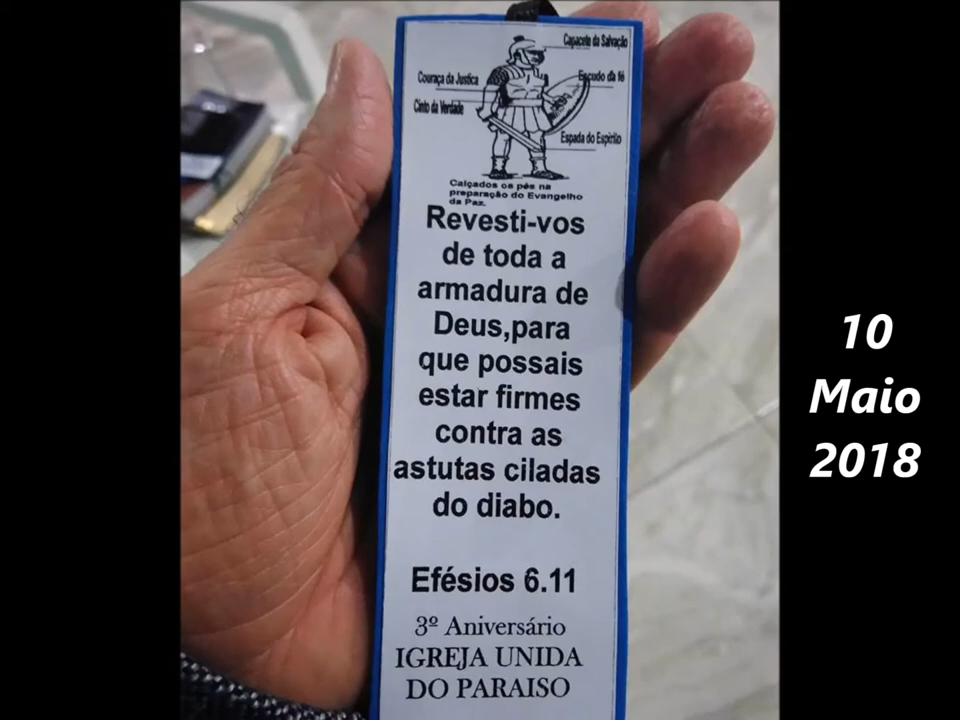 Capacete da Salvação
Couraça da Justica
Escudo da fé
Cinto da Verdade
Espada do Espirito
Calçados os pés na
preparação do Evangelho
da Paz.
Revesti-vos
de toda a
armadura de
Deus,para
que possais
estar firmes
contra as
astutas ciladas
do diabo.
Efésios 6.11
3º Aniversário
IGREJA UNIDA
DO PARAISO
10
Maio
2018